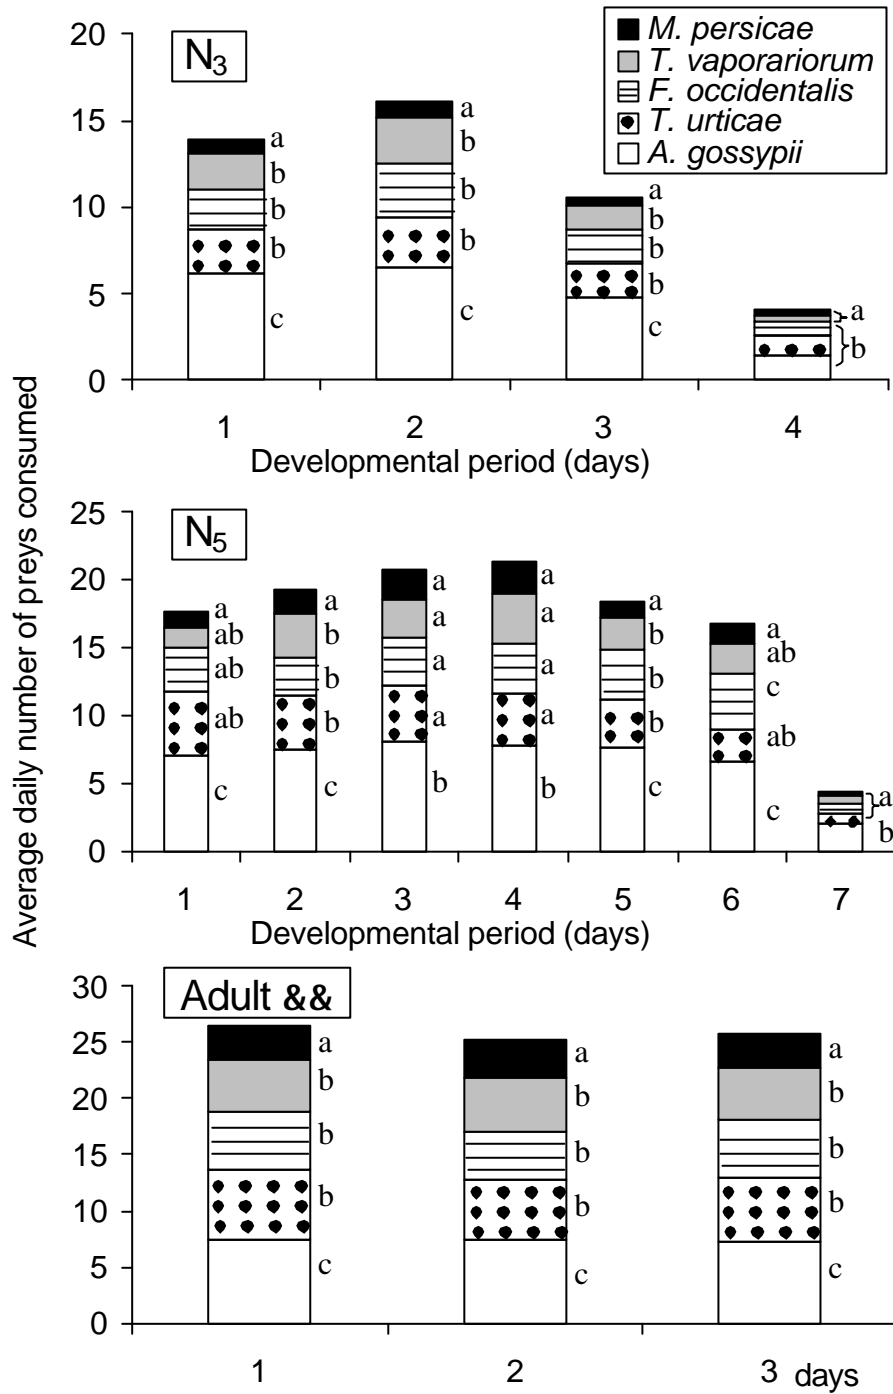 Average daily number of preys consumed
N3
M. persicae
T. vaporariorum
F. occidentalis
T. urticae
A. gossypii
20
15
10
5
0
a
b
b
b
c
a
b
b
b
c
a
b
b
b
c
a
b
1 2 3 4
Developmental period (days)
N5
25
20
15
10
5
0
a
ab
ab
ab
c
a
b
b
b
c
a
a
a
a
b
a
a
a
a
b
a
b
b
b
c
a
ab
c
ab
c
a
b
1 2 3 4 5 6 7
Developmental period (days)
Adult &&
30
25
20
15
10
5
0
a
b
b
b
c
a
b
b
b
c
a
b
b
b
c
1 2 3 days